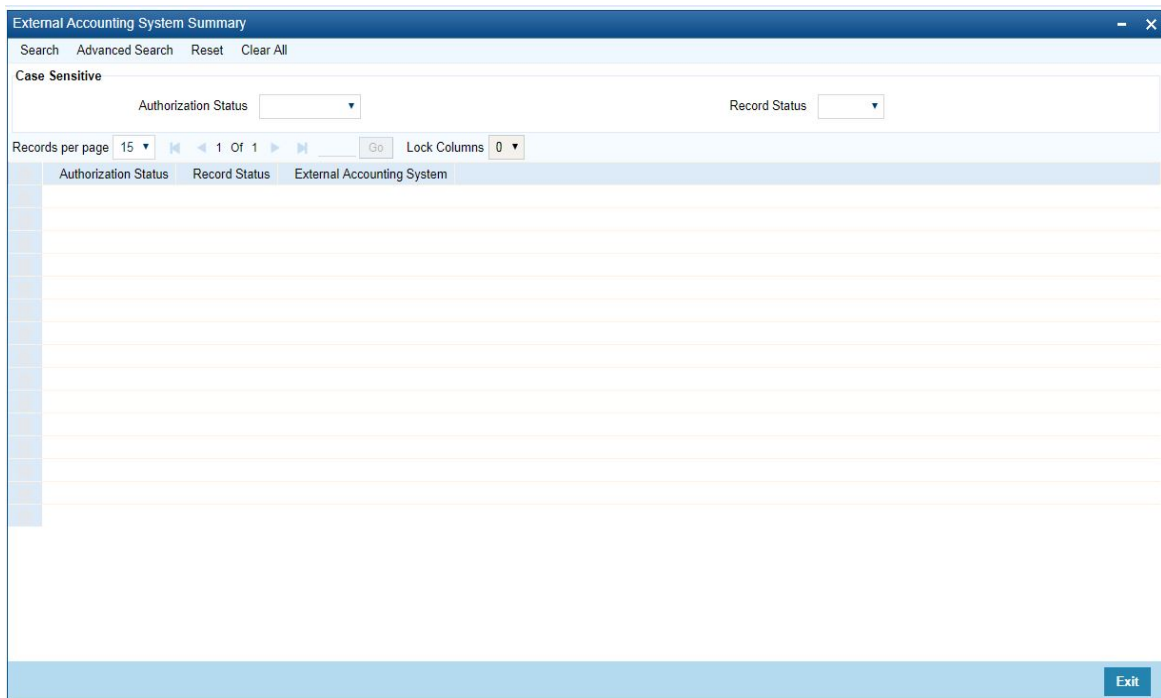 External Accounting System Summary
Search Advanced Search Reset Clear All
Case Sensitive
Authorization Status Record Status
Records per page 15 1 Of 1 Go Lock Columns 0
Authorization Status Record Status External Accounting System
Exit